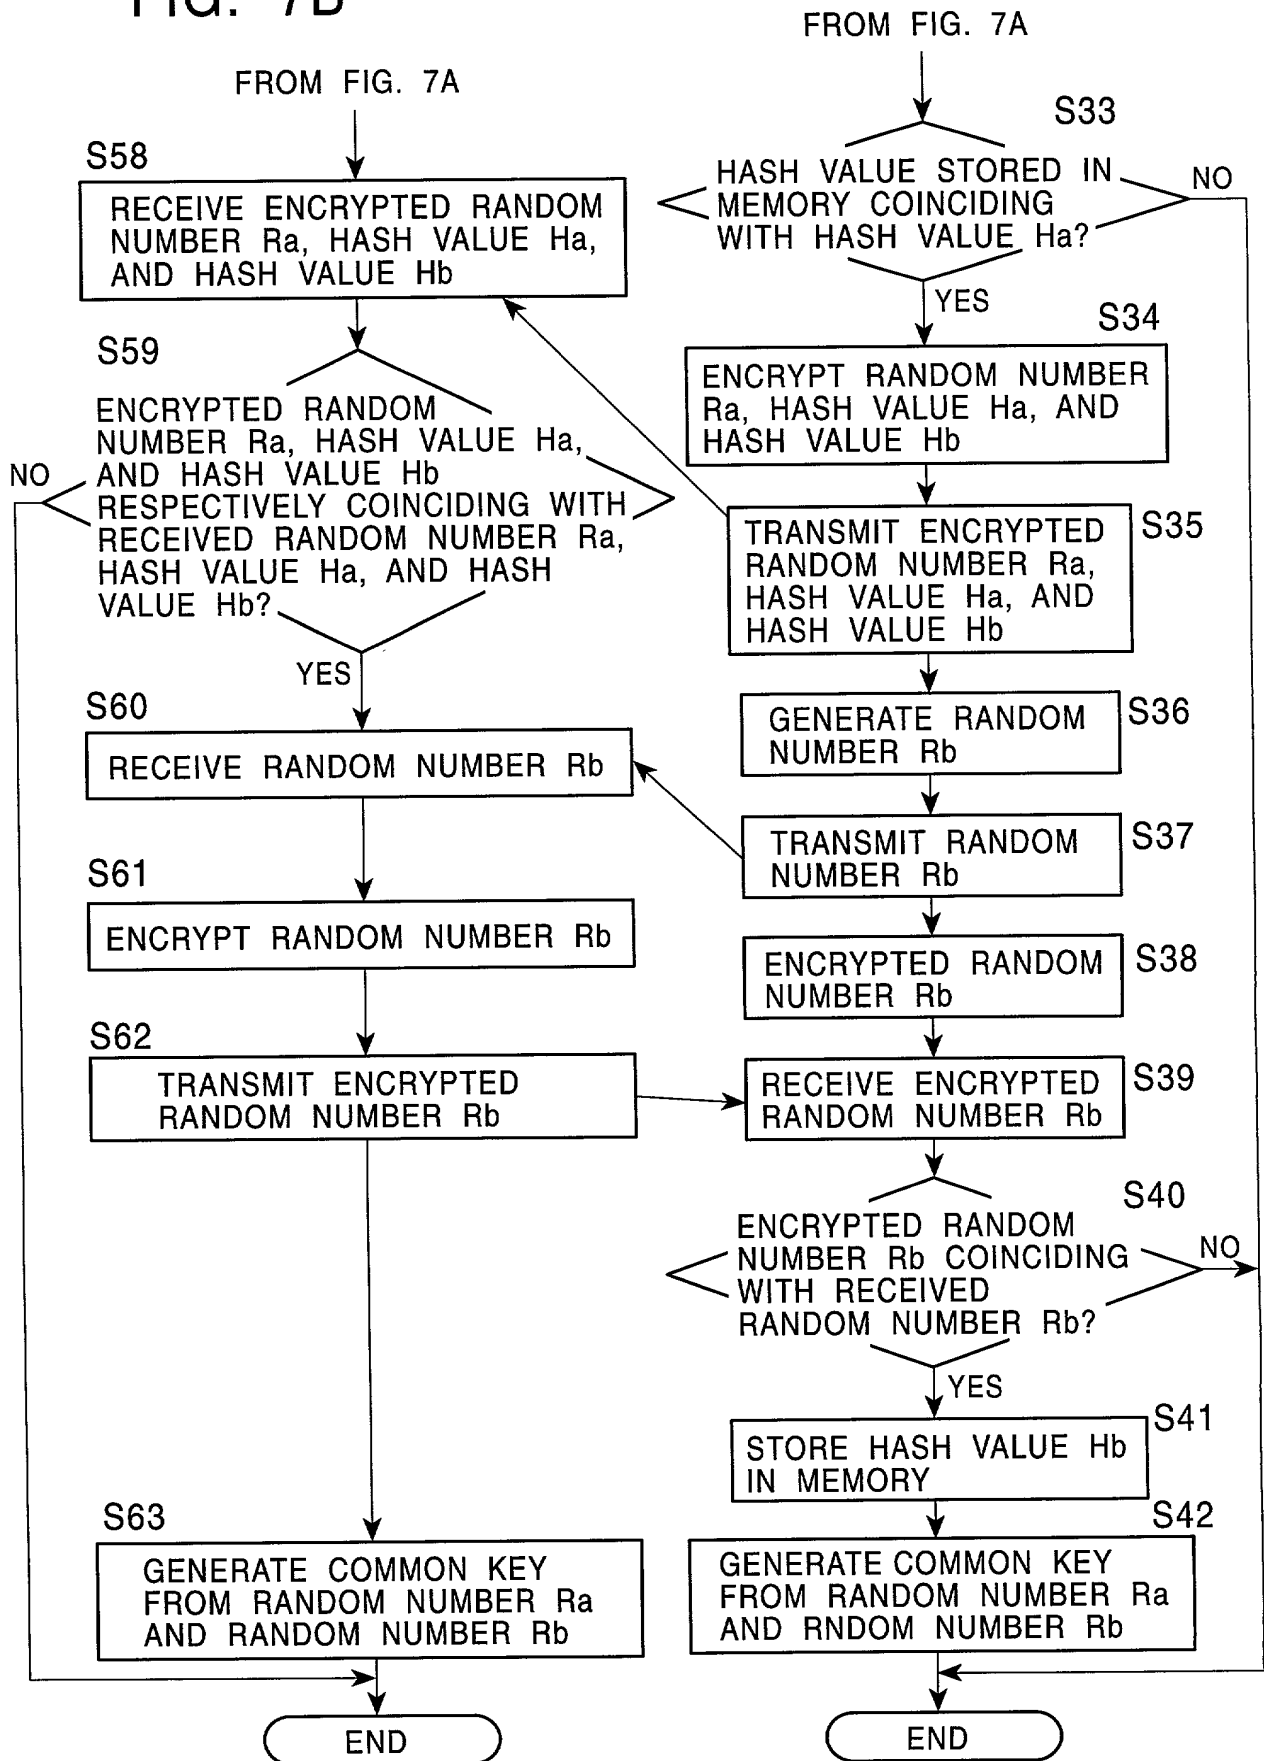 FIG. 7B
FROM FIG. 7A
S58
RECEIVE ENCRYPTED RANDOM
NUMBER Ra, HASH VALUE Ha,
AND HASH VALUE Hb
S59
ENCRYPTED RANDOM
NUMBER Ra, HASH VALUE Ha,
AND HASH VALUE Hb
RESPECTIVELY COINCIDING WITH
RECEIVED RANDOM NUMBER Ra,
HASH VALUE Ha, AND HASH
VALUE Hb?
NO
YES
S60
RECEIVE RANDOM NUMBER Rb
S61
ENCRYPT RANDOM NUMBER Rb
S62
TRANSMIT ENCRYPTED
RANDOM NUMBER Rb
S63
GENERATE COMMON KEY
FROM RANDOM NUMBER Ra
AND RANDOM NUMBER Rb
END
FROM FIG. 7A
S33
HASH VALUE STORED IN
MEMORY COINCIDING
WITH HASH VALUE Ha?
NO
YES
S34
ENCRYPT RANDOM NUMBER
Ra, HASH VALUE Ha, AND
HASH VALUE Hb
S35
TRANSMIT ENCRYPTED
RANDOM NUMBER Ra,
HASH VALUE Ha, AND
HASH VALUE Hb
S36
GENERATE RANDOM
NUMBER Rb
S37
TRANSMIT RANDOM
NUMBER Rb
S38
ENCRYPTED RANDOM
NUMBER Rb
S39
RECEIVE ENCRYPTED
RANDOM NUMBER Rb
S40
ENCRYPTED RANDOM
NUMBER Rb COINCIDING
WITH RECEIVED
RANDOM NUMBER Rb?
NO
YES
S41
STORE HASH VALUE Hb
IN MEMORY
S42
GENERATE COMMON KEY
FROM RANDOM NUMBER Ra
AND RNDOM NUMBER Rb
END